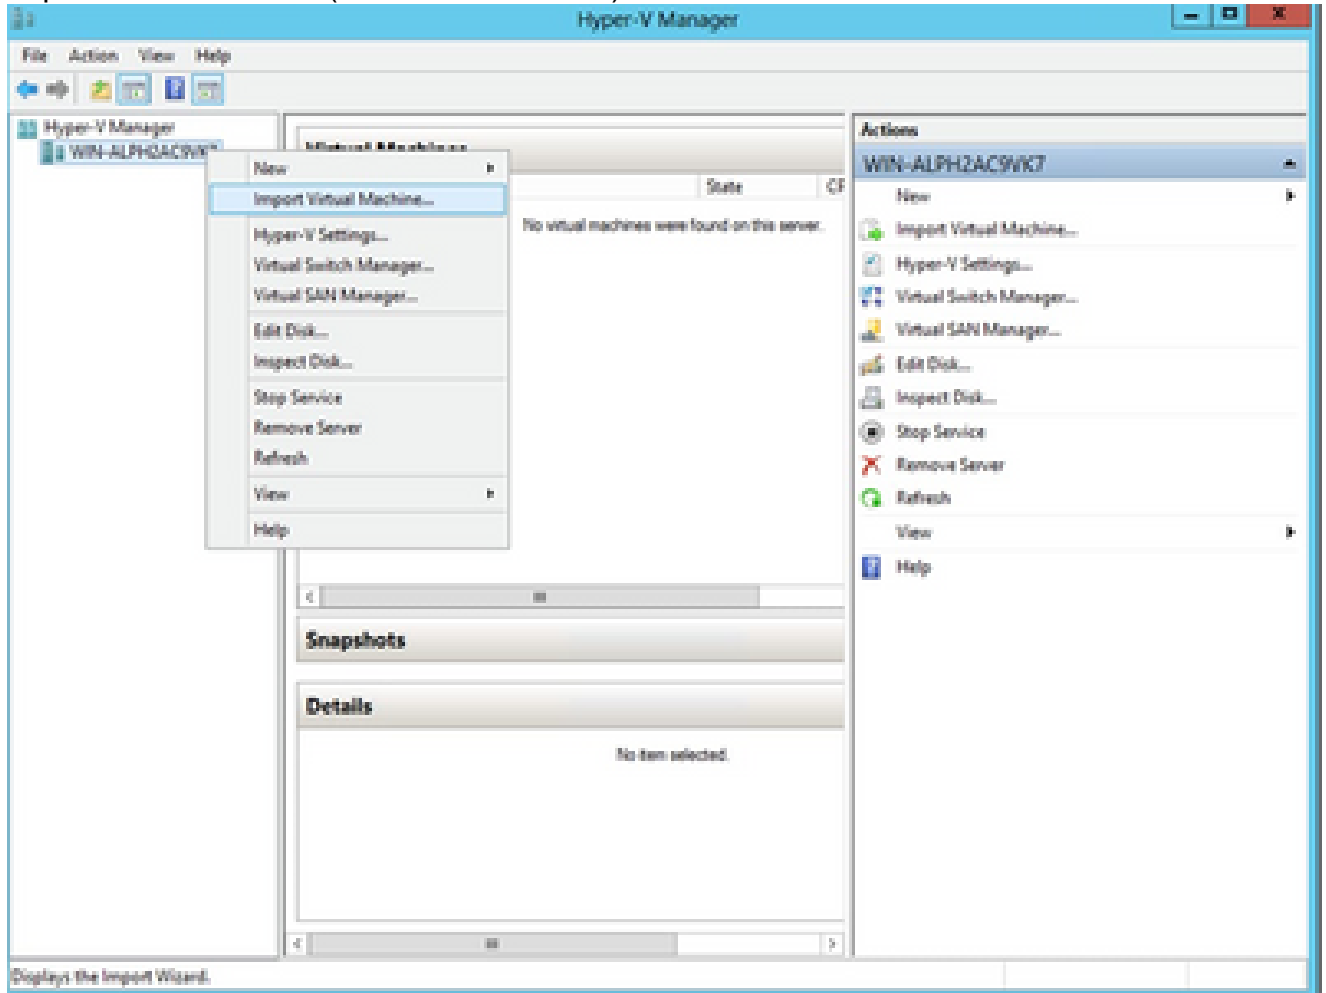 Hyper-V Manager
File Action View Help
Hyper-V Manager
WIN-ALPH2AC9VK7
Virtual Machines
State
No virtual machines were found on this server.
New
Import Virtual Machine...
Hyper-V Settings...
Virtual Switch Manager...
Virtual SAN Manager...
Edit Disk...
Inspect Disk...
Stop Service
Remove Server
Refresh
View
Help
Snapshots
Details
No item selected.
Actions
WIN-ALPH2AC9VK7
New
Import Virtual Machine...
Hyper-V Settings...
Virtual Switch Manager...
Virtual SAN Manager...
Edit Disk...
Inspect Disk...
Stop Service
Remove Server
Refresh
View
Help
Displays the Import Wizard.